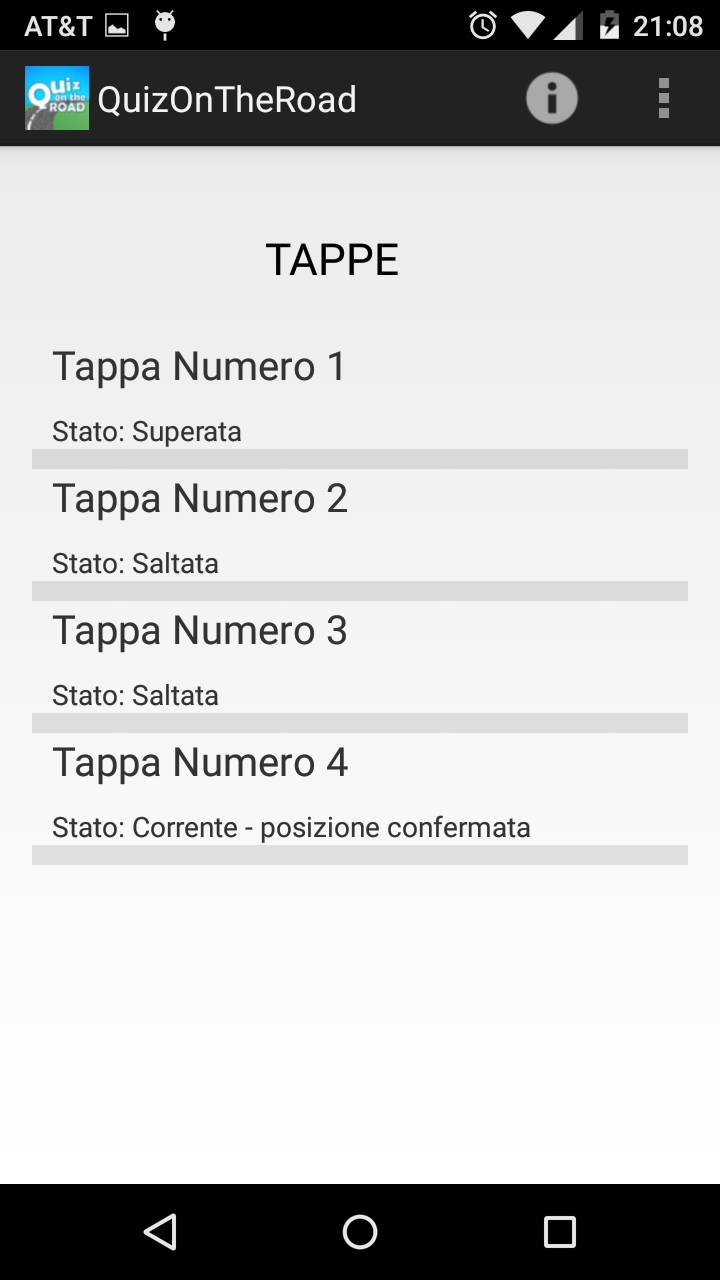 AT&T 21:08
Quiz on the ROAD QuizOnTheRoad
TAPPE
Tappa Numero 1
Stato: Superata
Tappa Numero 2
Stato: Saltata
Tappa Numero 3
Stato: Saltata
Tappa Numero 4
Stato: Corrente - posizione confermata